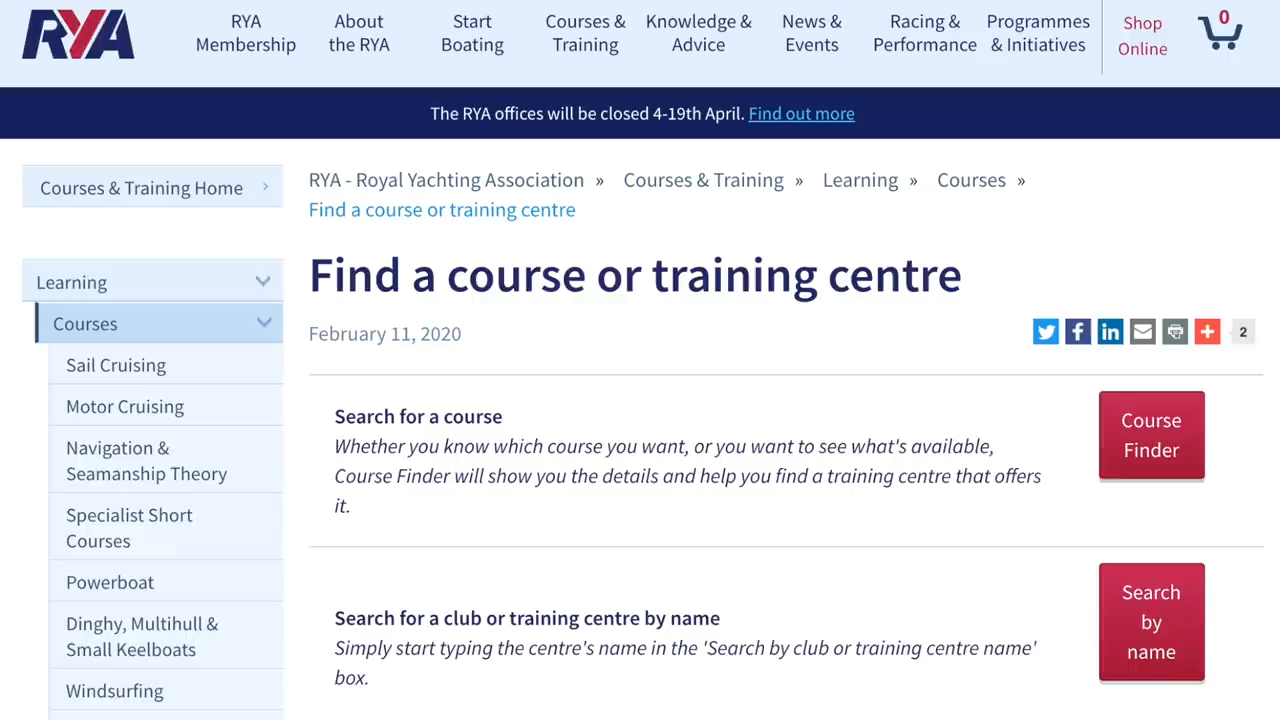 RYA
RYA
Membership
About
the RYA
Start
Boating
Courses &
Training
Knowledge &
Advice
News &
Events
Racing &
Performance
Programmes
& Initiatives
Shop
Online
0
The RYA offices will be closed 4-19th April. Find out more
Courses & Training Home
Learning
Courses
Sail Cruising
Motor Cruising
Navigation &
Seamanship Theory
Specialist Short
Courses
Powerboat
Dinghy, Multihull &
Small Keelboats
Windsurfing
RYA - Royal Yachting Association » Courses & Training » Learning » Courses »
Find a course or training centre
Find a course or training centre
February 11, 2020
2
Search for a course
Whether you know which course you want, or you want to see what's available,
Course Finder will show you the details and help you find a training centre that offers
it.
Course
Finder
Search for a club or training centre by name
Simply start typing the centre's name in the 'Search by club or training centre name'
box.
Search
by
name